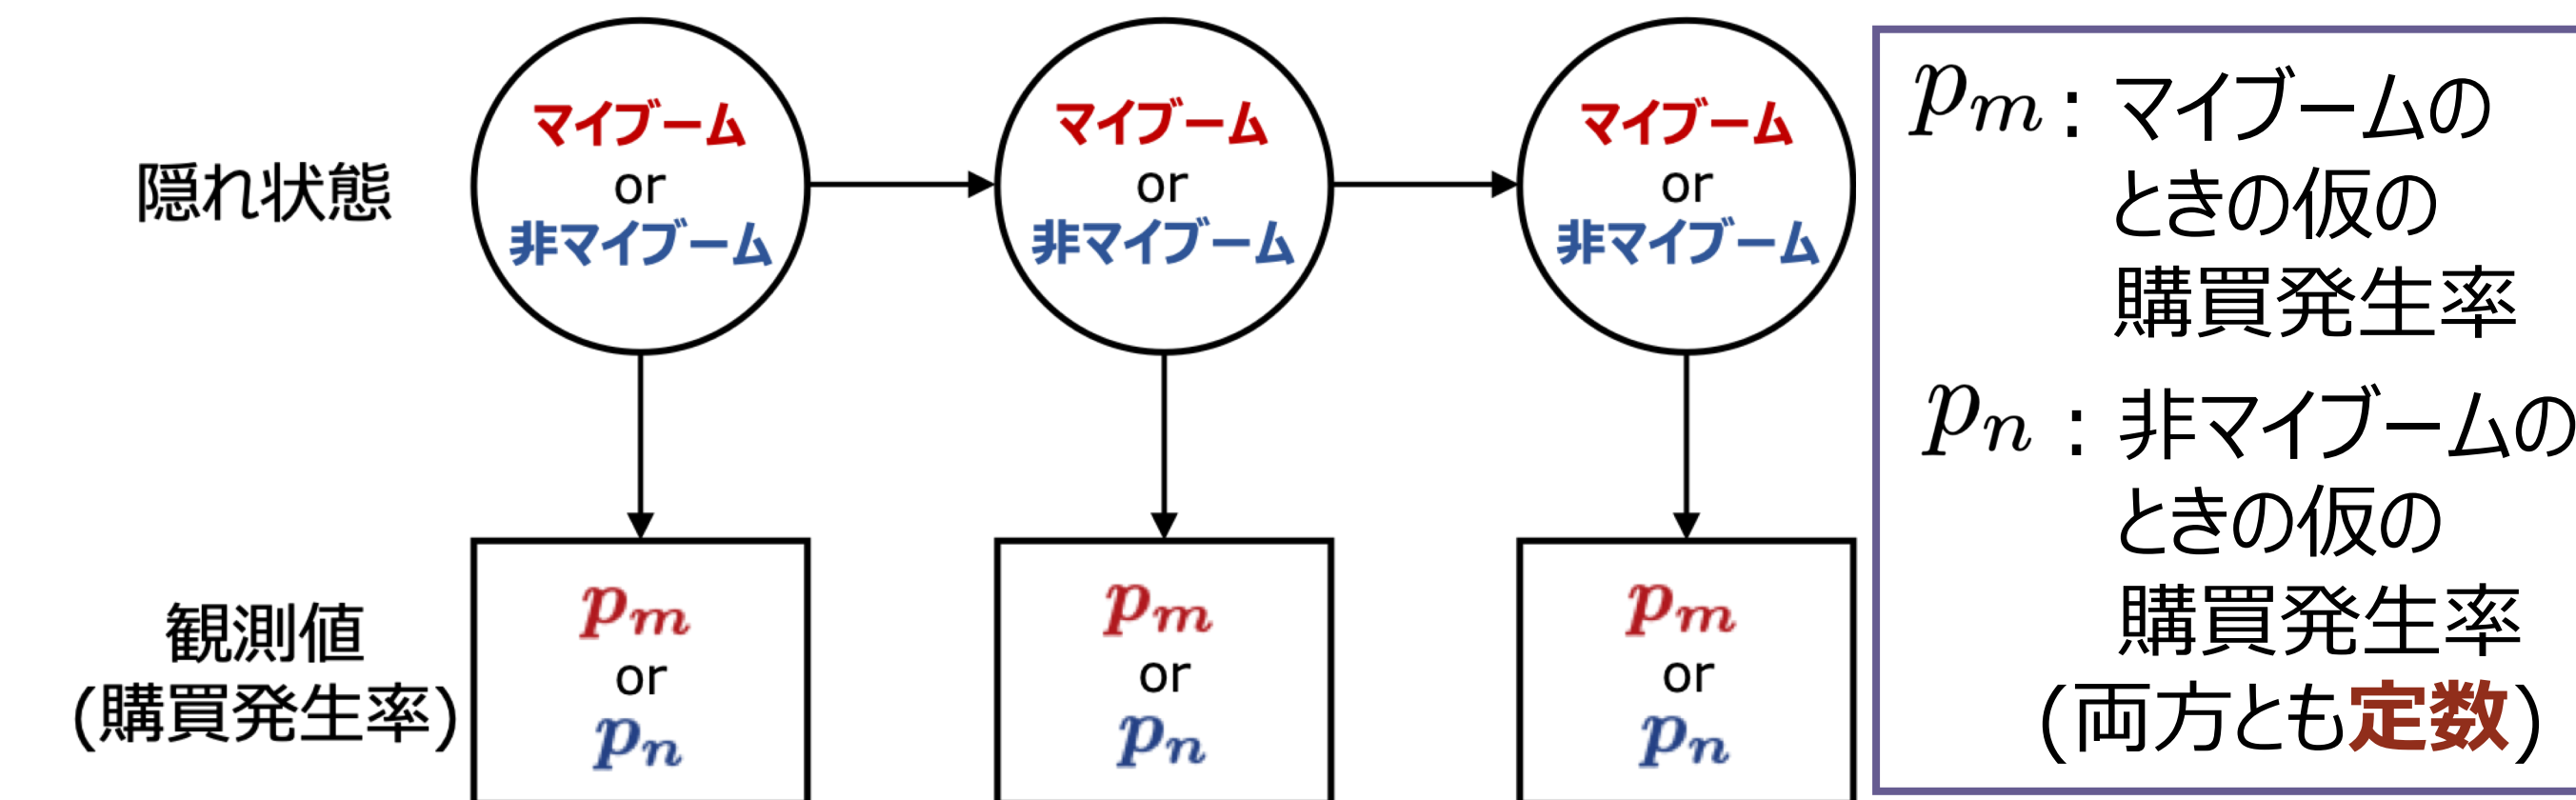 隠れ状態
マイブーム
or
非マイブーム
マイブーム
or
非マイブーム
マイブーム
or
非マイブーム
観測値
(購買発生率)
pm
or
pn
pm
or
pn
pm
or
pn
pm : マイブームの
ときの仮の
購買発生率
pn : 非マイブームの
ときの仮の
購買発生率
(両方とも定数)